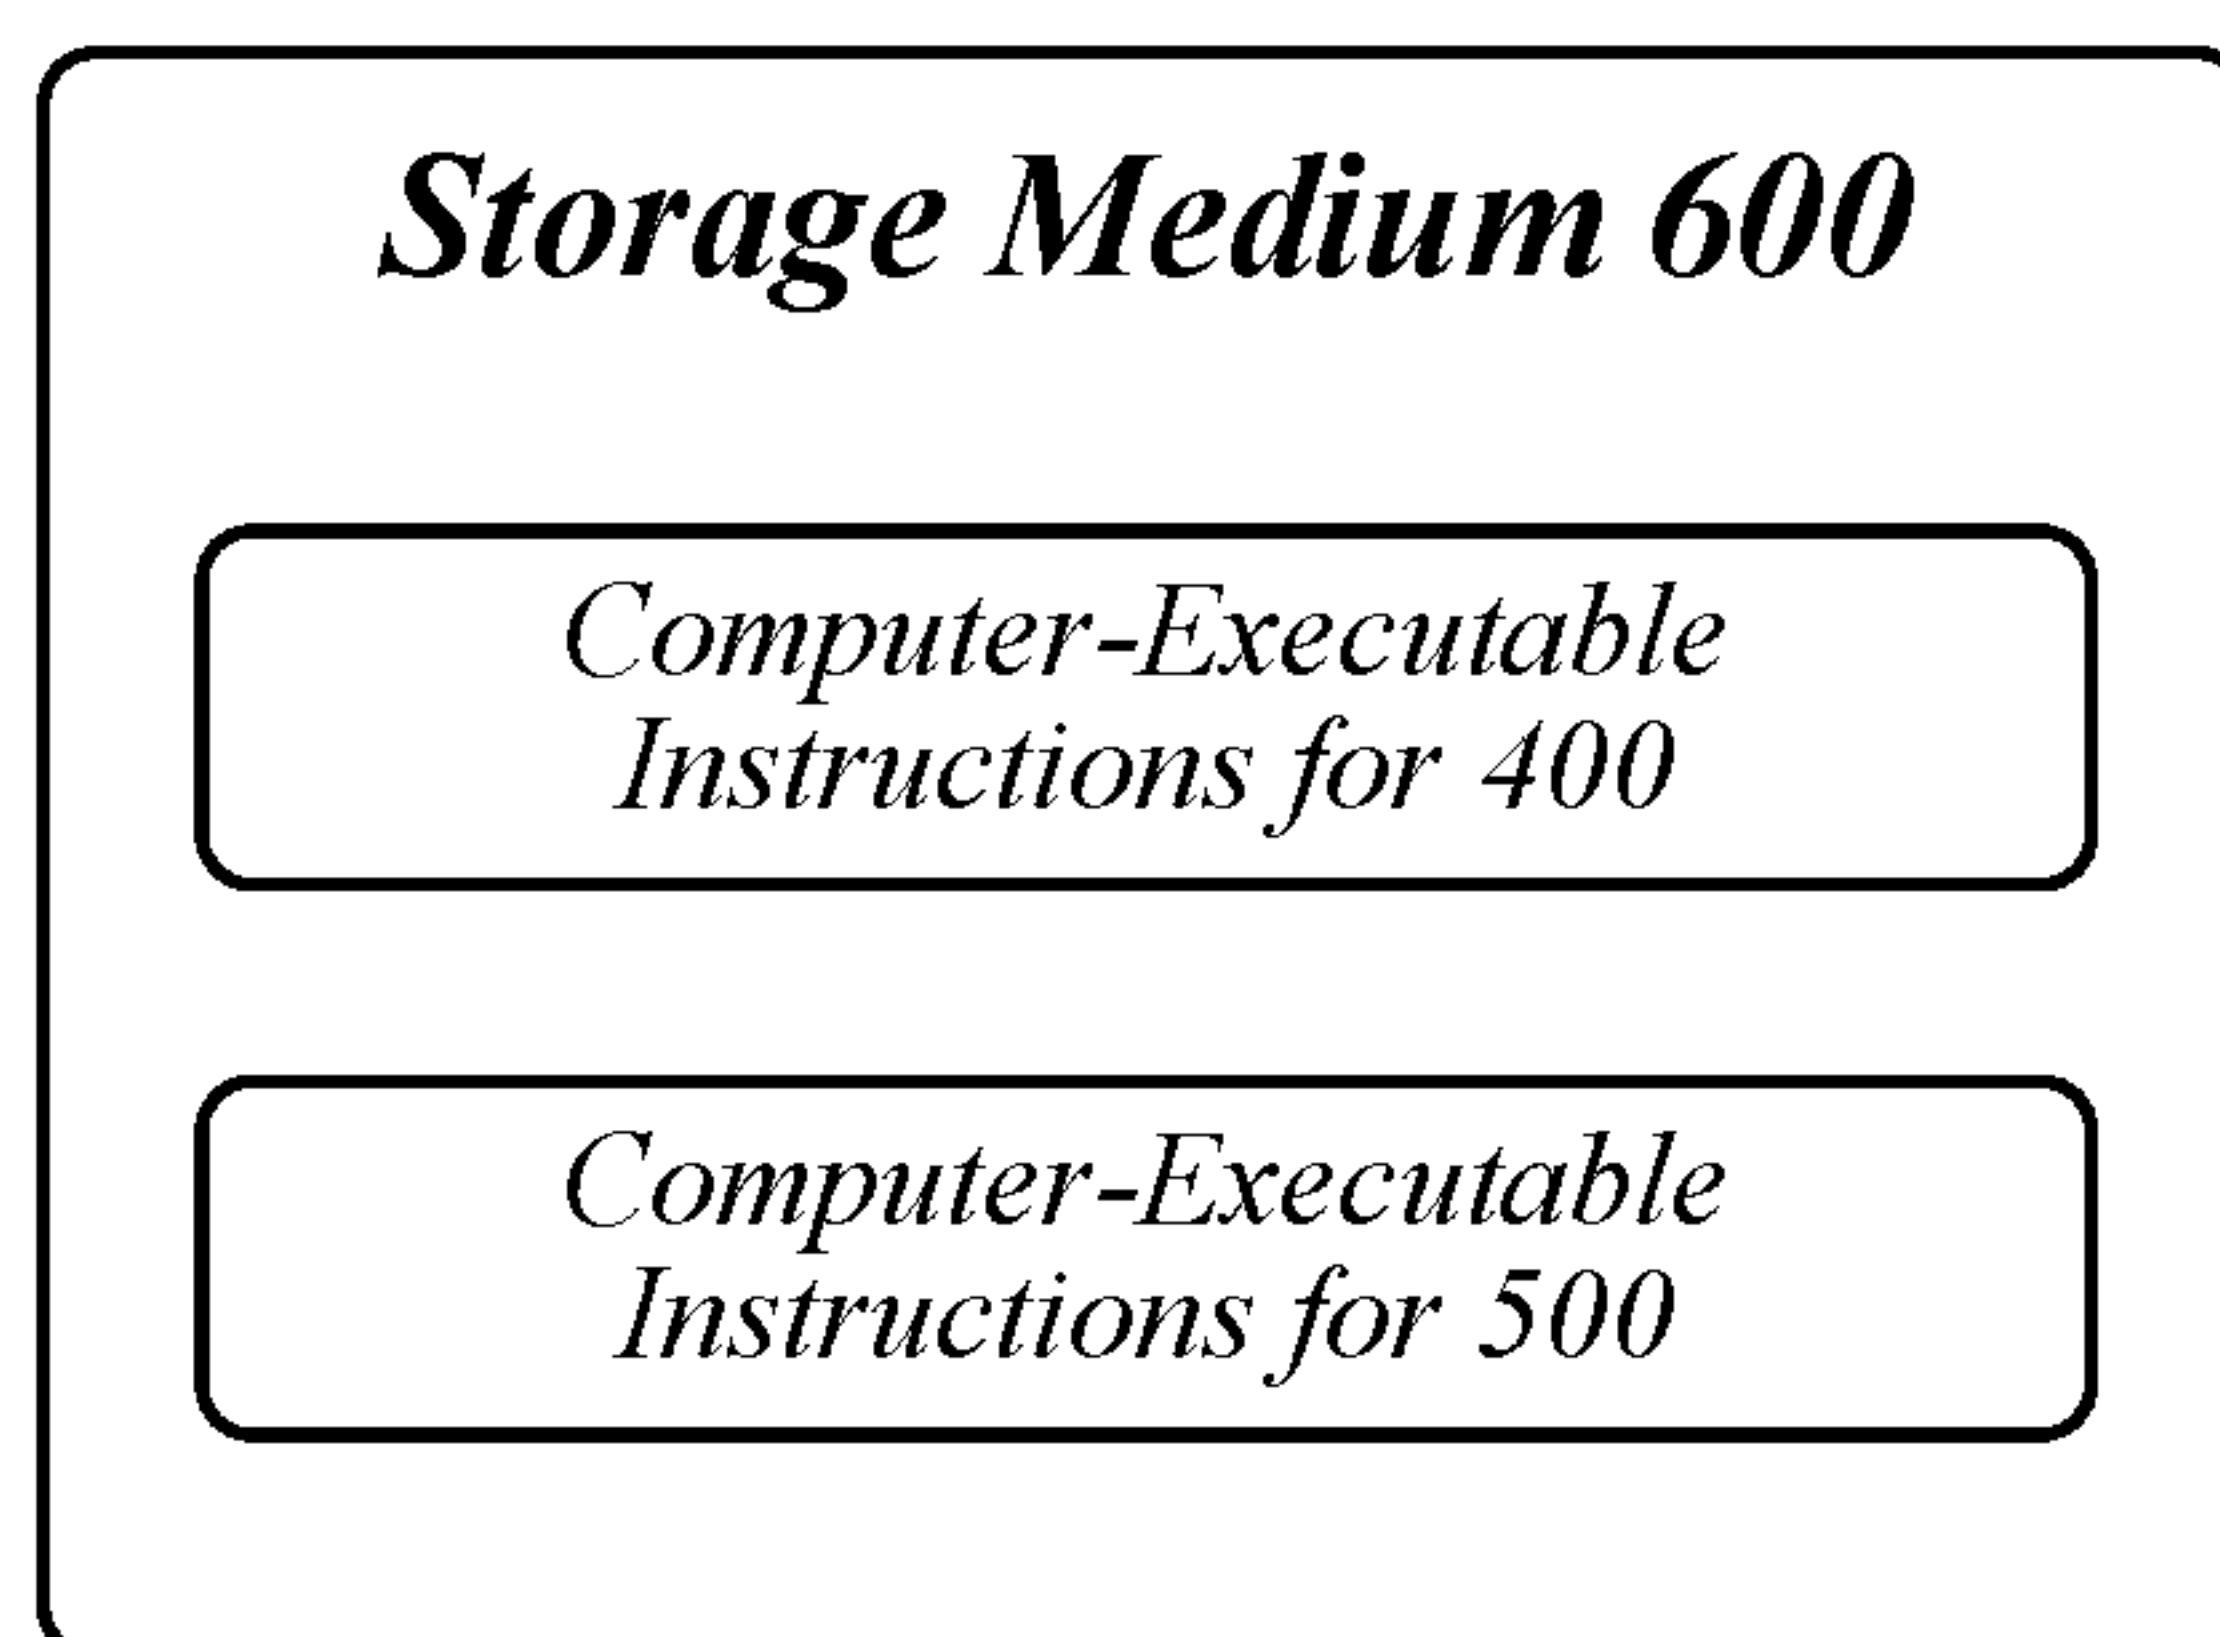 Storage Medium 600
Computer-Executable
Instructions for 400
Computer-Executable
Instructions for 500